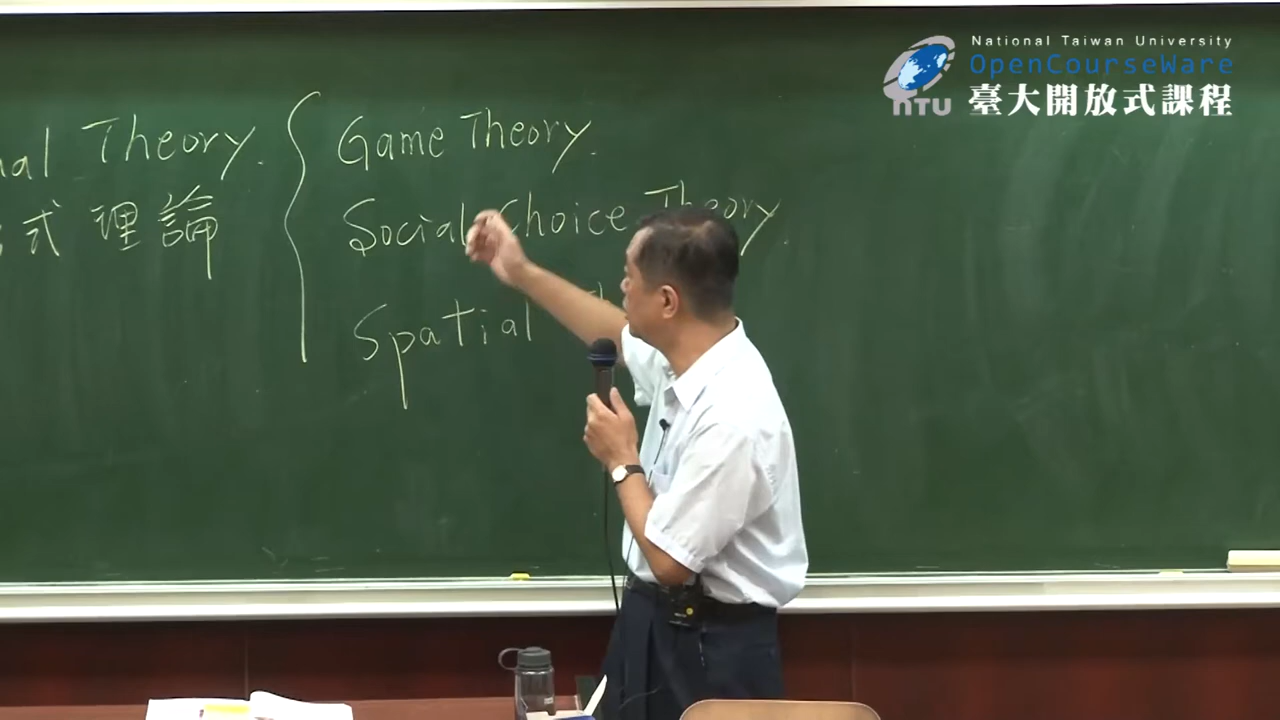 National Taiwan University
OpenCourseWare
臺大開放式課程
NTU
Theory.
式理論
Game Theory.
Social Choice Theory.
Spatial